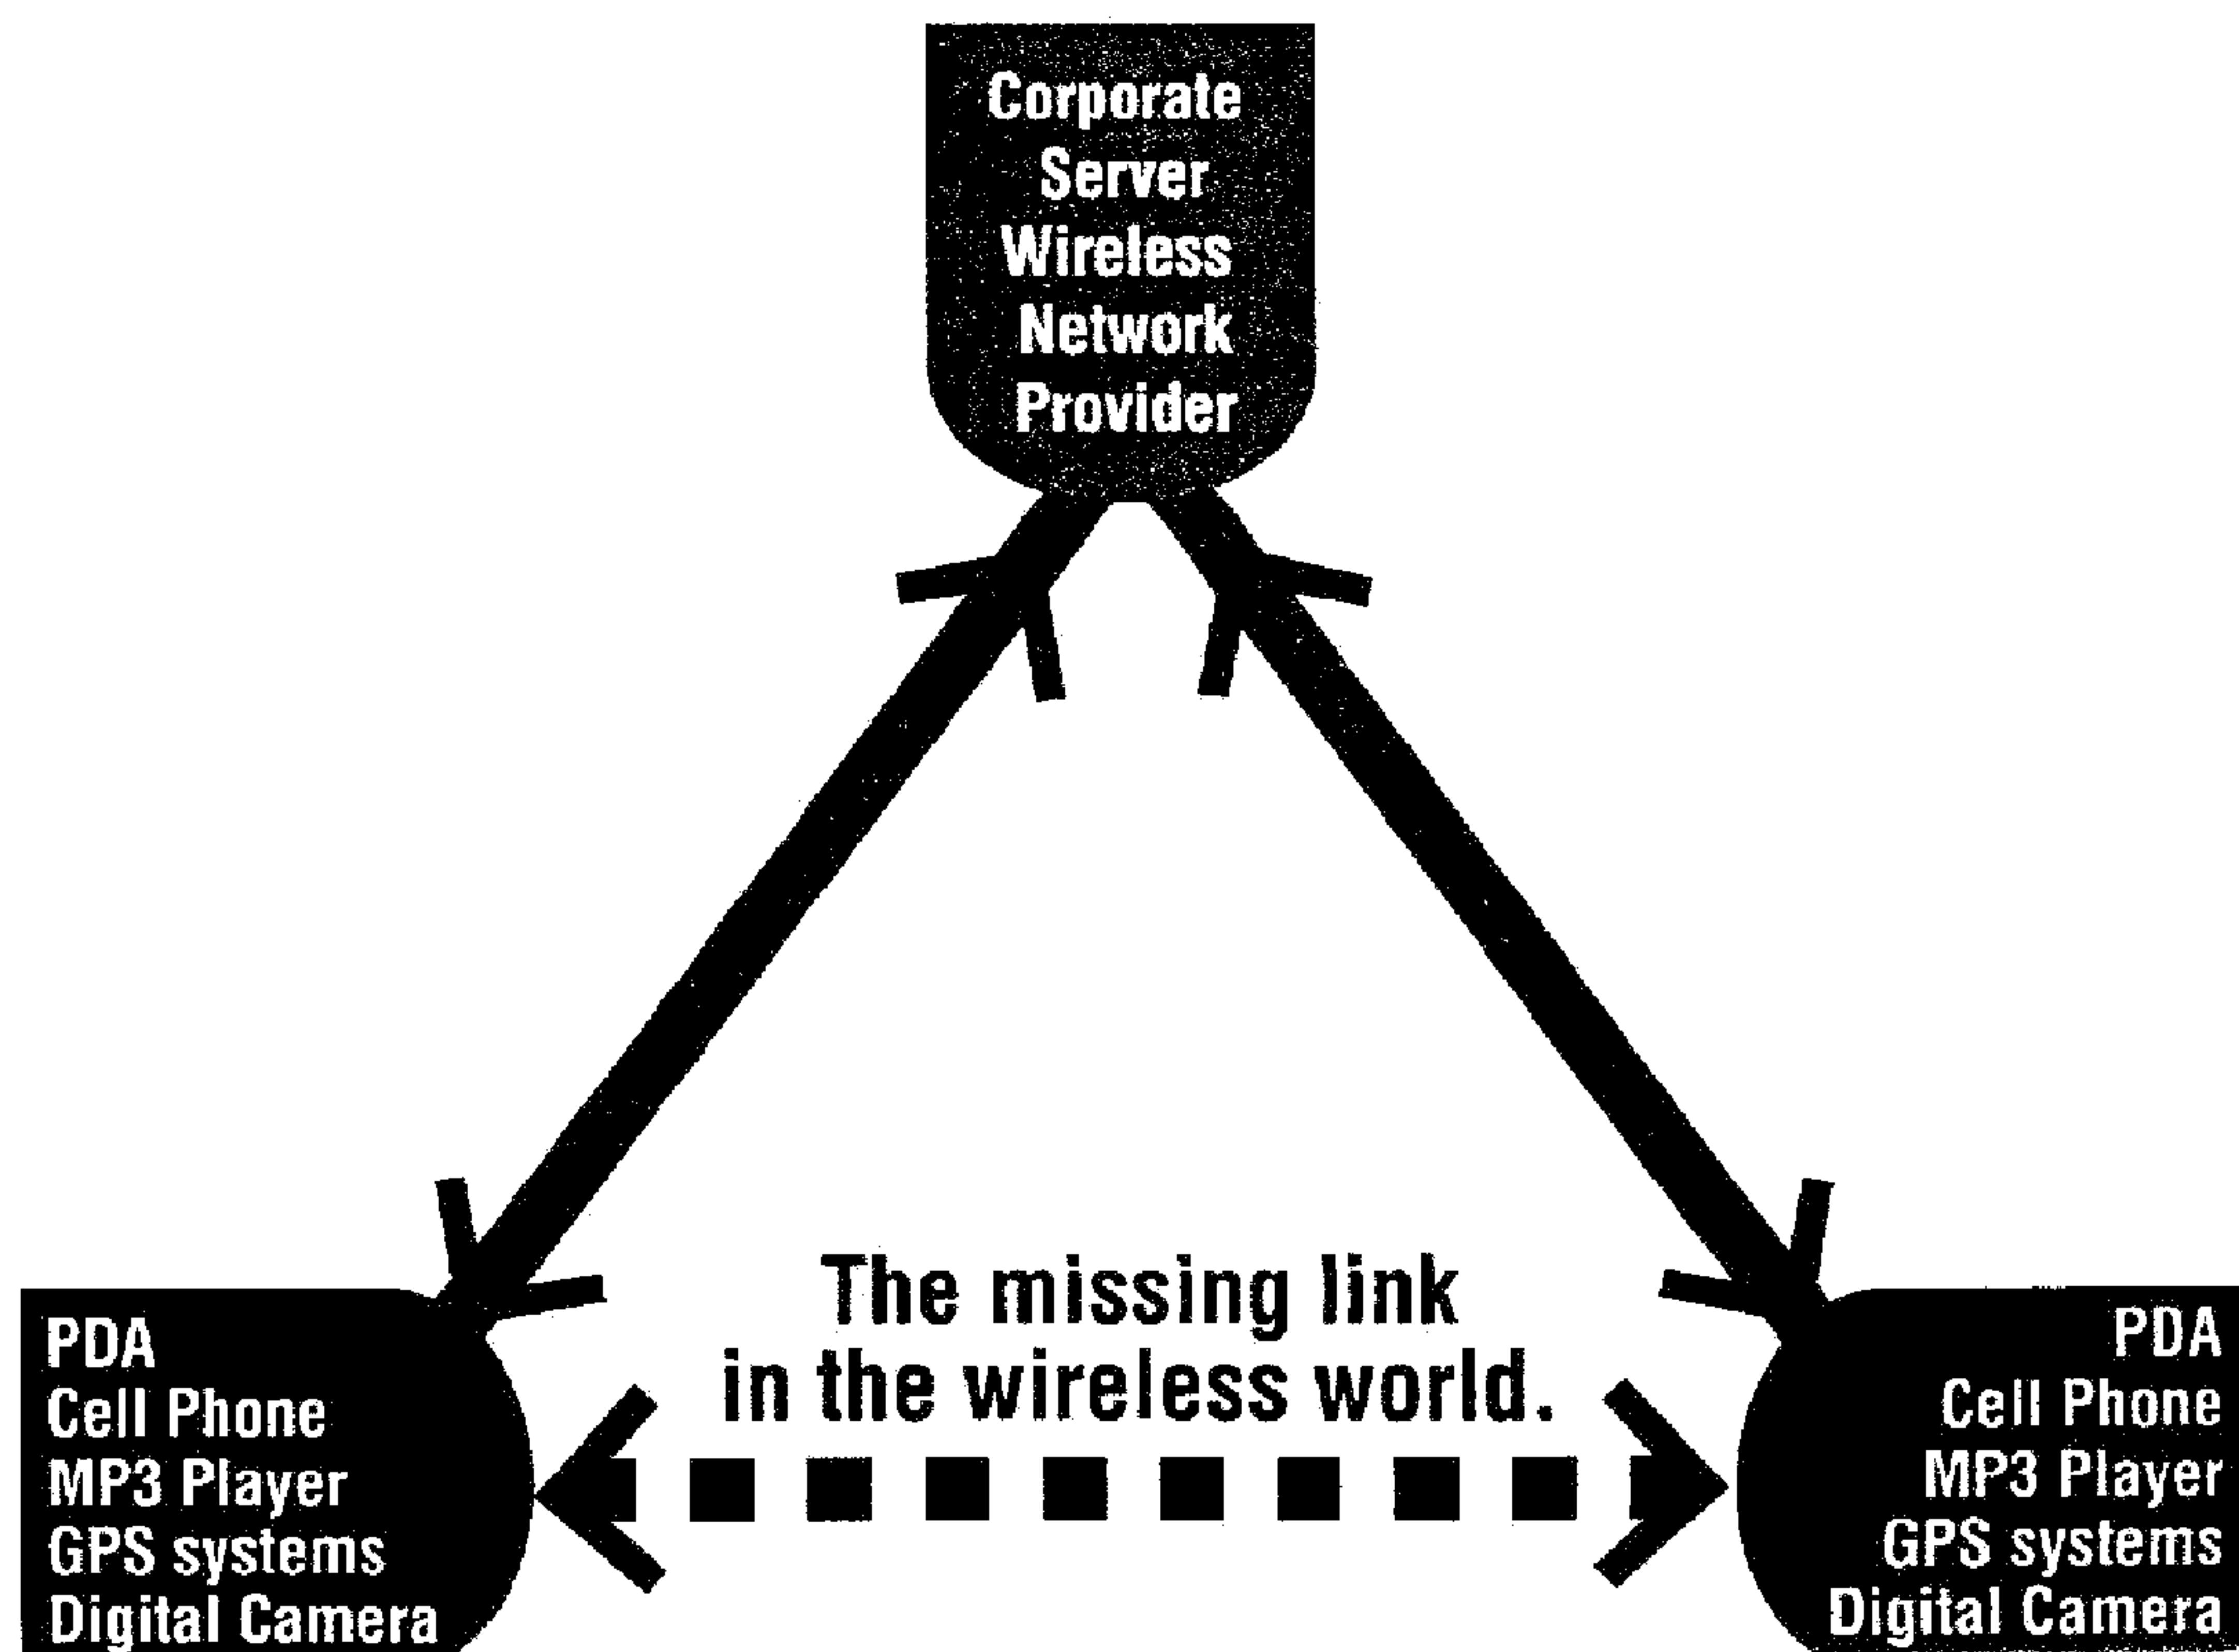 Corporate
Server
Wireless
Network
Provider
The missing link
in the wireless world.
PDA
Cell Phone
MP3 Player
GPS systems
Digital Camera
PDA
Cell Phone
MP3 Player
GPS systems
Digital Camera